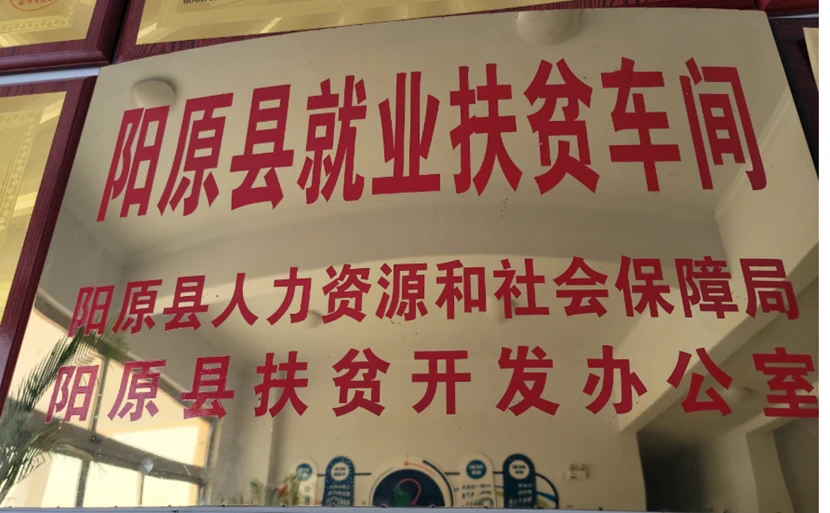 阳原县就业扶贫车间
阳原县人力资源和社会保障局
阳原县扶贫开发办公室